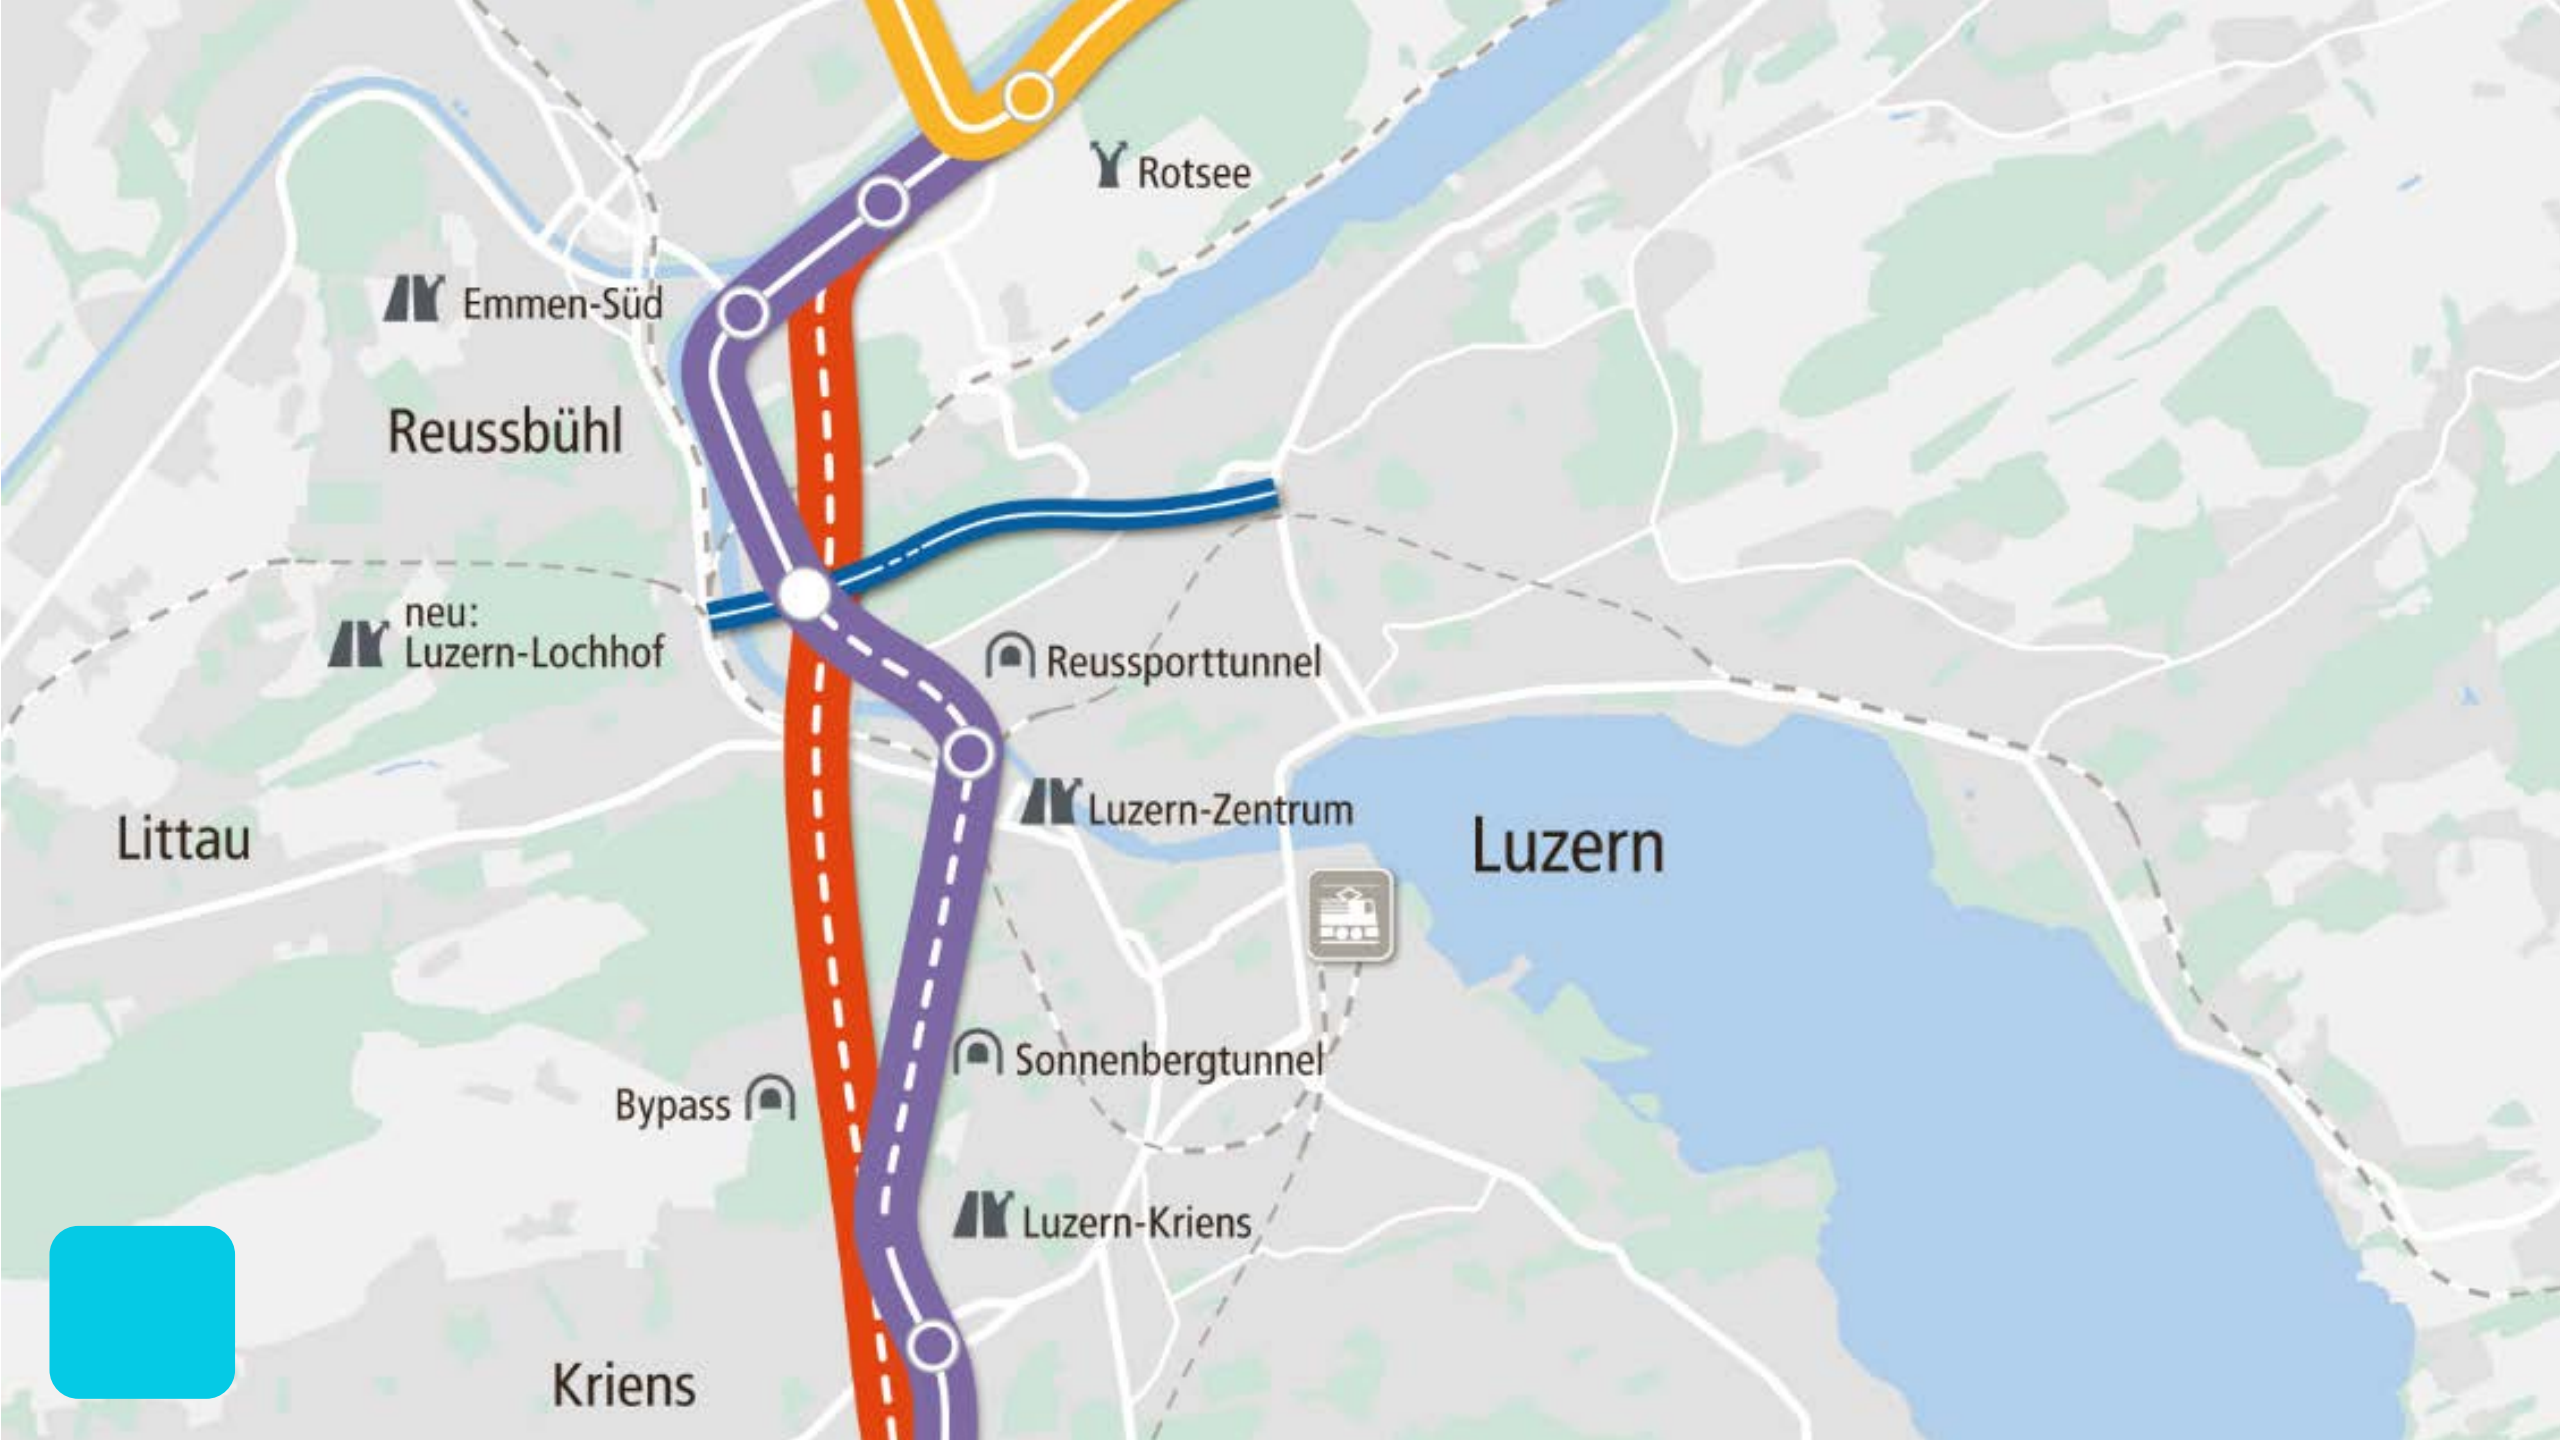 Rotsee
Emmen-Süd
Reussbühl
neu:
Luzern-Lochhof
Reussporttunnel
Luzern-Zentrum
Littau
Luzern
Sonnenbergtunnel
Bypass
Luzern-Kriens
Kriens